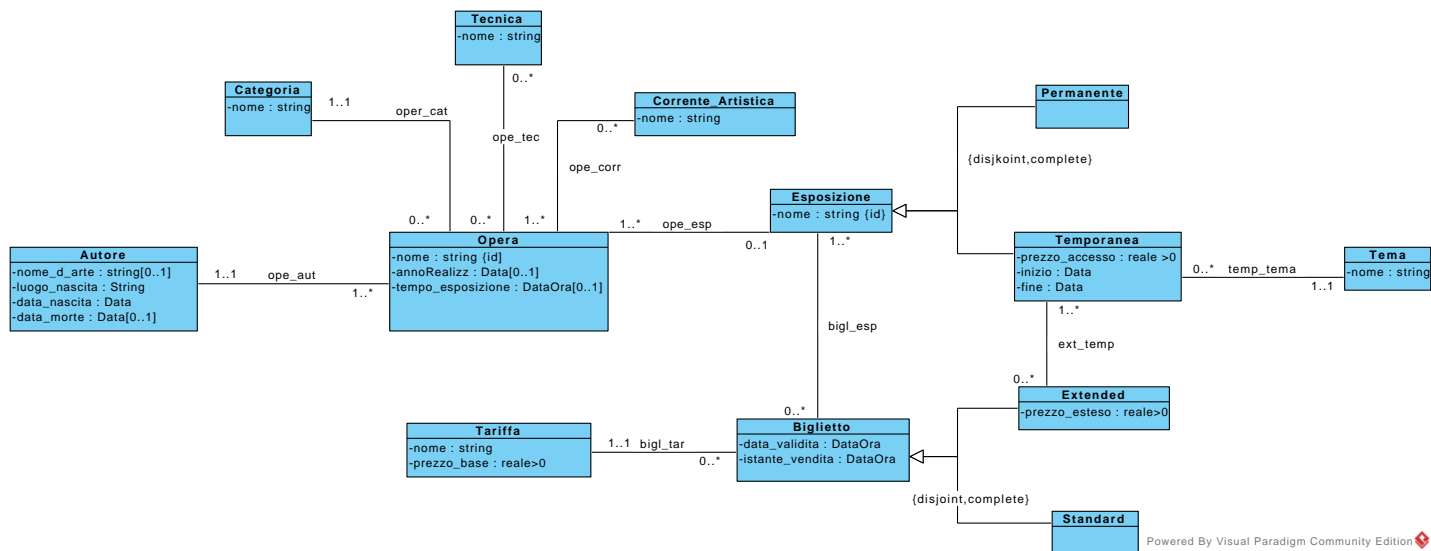 Tecnica
-nome : string
0..*
Categoria
-nome : string
1..1
oper_cat
ope_tec
Corrente_Artistica
-nome : string
0..*
ope_corr
Permanente
{disjkoint,complete}
Esposizione
-nome : string {id}
0..*
0..*
1..*
1..*
ope_esp
0..1
1..*
Opera
-nome : string {id}
-annoRealizz : Data[0..1]
-tempo_esposizione : DataOra[0..1]
Autore
-nome_d_arte : string[0..1]
-luogo_nascita : String
-data_nascita : Data
-data_morte : Data[0..1]
1..1
ope_aut
1..*
Temporanea
-prezzo_accesso : reale >0
-inizio : Data
-fine : Data
0..*
temp_tema
1..1
Tema
-nome : string
1..*
bigl_esp
ext_temp
0..*
Extended
-prezzo_esteso : reale>0
0..*
Biglietto
-data_validita : DataOra
-istante_vendita : DataOra
Tariffa
-nome : string
-prezzo_base : reale>0
1..1
bigl_tar
0..*
{disjoint,complete}
Standard
Powered By Visual Paradigm Community Edition